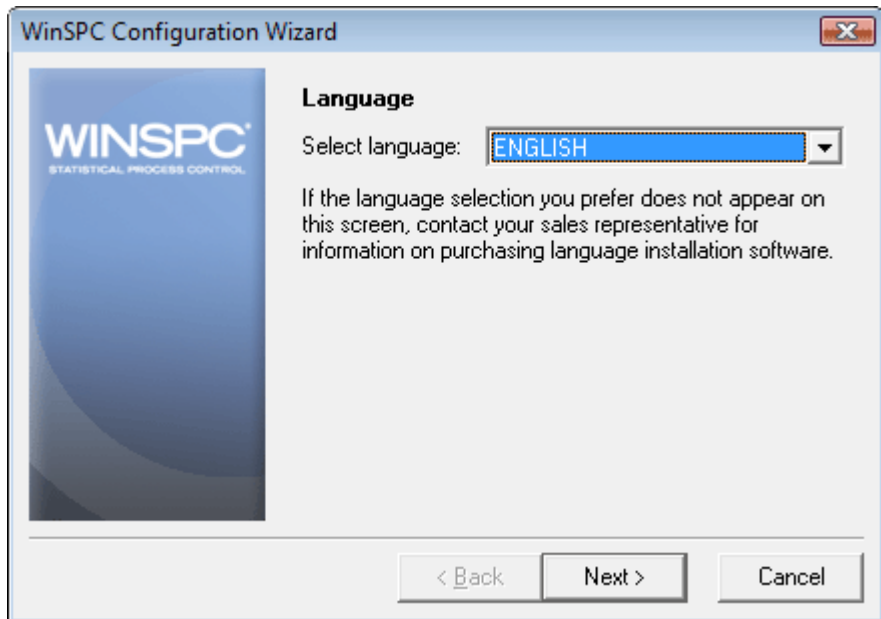 WinSPC Configuration Wizard
WINSPC®
STATISTICAL PROCESS CONTROL
Language
Select language: ENGLISH
If the language selection you prefer does not appear on
this screen, contact your sales representative for
information on purchasing language installation software.
< Back Next > Cancel